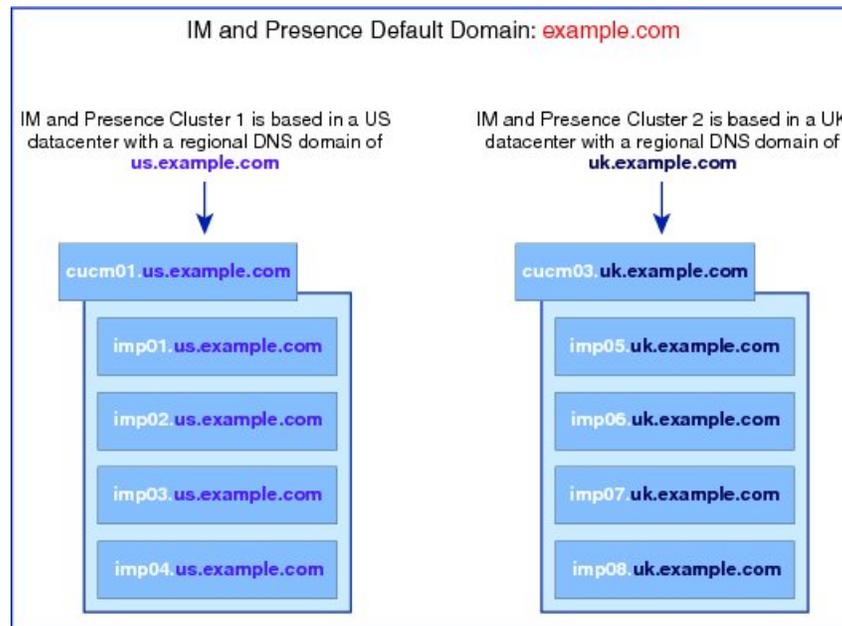 IM and Presence Default Domain: example.com
IM and Presence Cluster 1 is based in a US
datacenter with a regional DNS domain of
us.example.com
cucm01.us.example.com
imp01.us.example.com
imp02.us.example.com
imp03.us.example.com
imp04.us.example.com
IM and Presence Cluster 2 is based in a UK
datacenter with a regional DNS domain of
uk.example.com
cucm03.uk.example.com
imp05.uk.example.com
imp06.uk.example.com
imp07.uk.example.com
imp08.uk.example.com